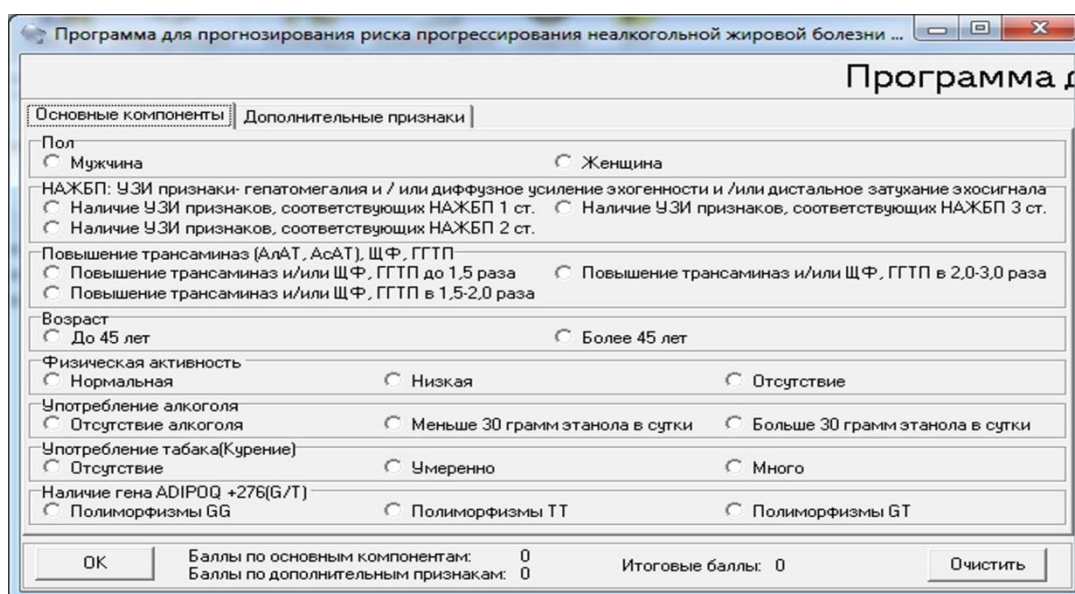 Программа для прогнозирования риска прогрессирования неалкогольной жировой болезни ...
Программа д
Основные компоненты Дополнительные признаки
Пол
Мужчина Женщина
НАЖБП: УЗИ признаки- гепатомегалия и / или диффузное усиление эхогенности и /или дистальное затухание эхосигнала
Наличие УЗИ признаков, соответствующих НАЖБП 1 ст. Наличие УЗИ признаков, соответствующих НАЖБП 3 ст.
Наличие УЗИ признаков, соответствующих НАЖБП 2 ст.
Повышение трансаминаз (АлАТ, АсАТ), ЩФ, ГГТП
Повышение трансаминаз и/или ЩФ, ГГТП до 1,5 раза Повышение трансаминаз и/или ЩФ, ГГТП в 2,0-3,0 раза
Повышение трансаминаз и/или ЩФ, ГГТП в 1,5-2,0 раза
Возраст
До 45 лет Более 45 лет
Физическая активность
Нормальная Низкая Отсутствие
Употребление алкоголя
Отсутствие алкоголя Меньше 30 грамм этанола в сутки Больше 30 грамм этанола в сутки
Употребление табака(Курение)
Отсутствие Умеренно Много
Наличие гена ADIPOQ +276(G/T)
Полиморфизмы GG Полиморфизмы TT Полиморфизмы GT
OK Баллы по основным компонентам: 0 Итоговые баллы: 0 Очистить
Баллы по дополнительным признакам: 0